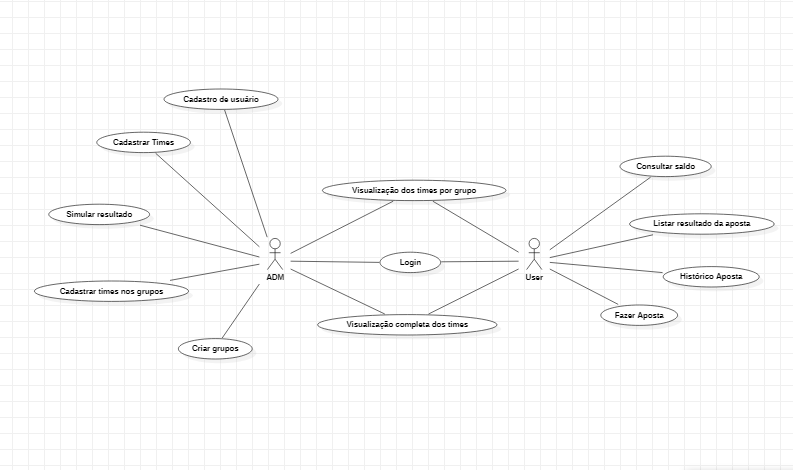 Cadastro de usuário
Cadastrar Times
Simular resultado
Cadastrar times nos grupos
Criar grupos
ADM
Visualização dos times por grupo
Login
Visualização completa dos times
User
Consultar saldo
Listar resultado da aposta
Histórico Aposta
Fazer Aposta